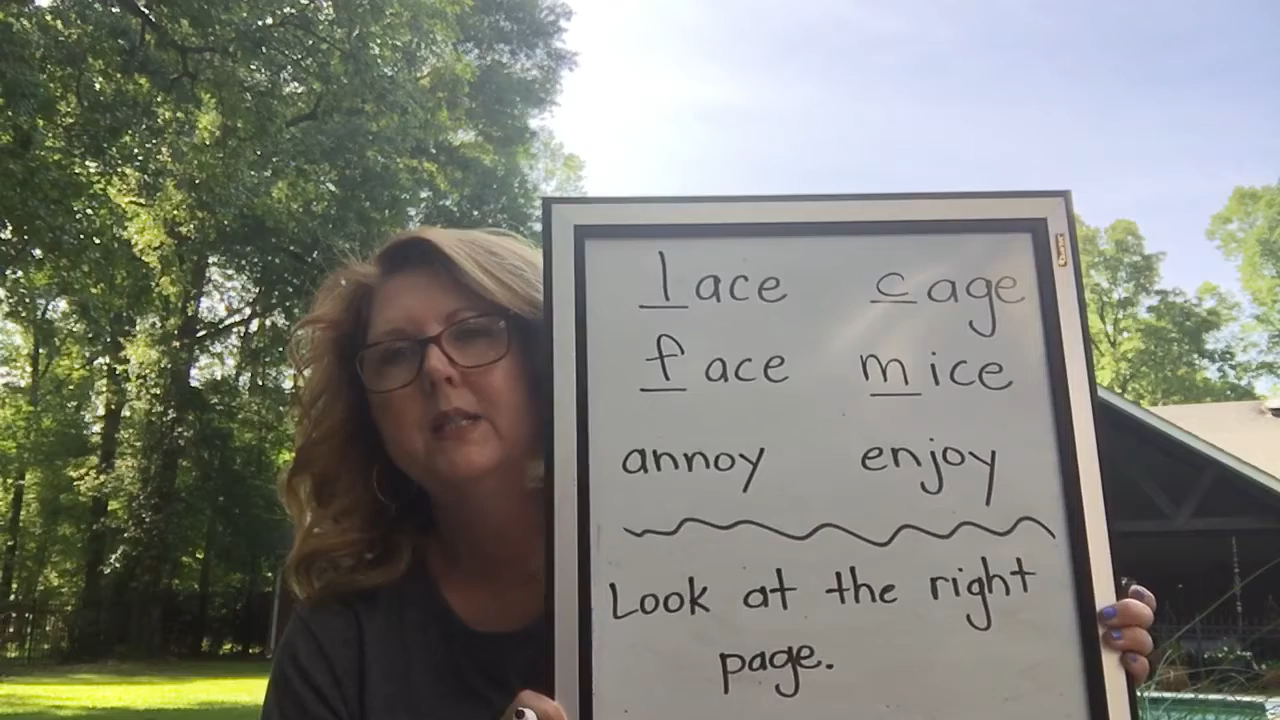 lace cage
face mice
annoy enjoy
Look at the right
page.